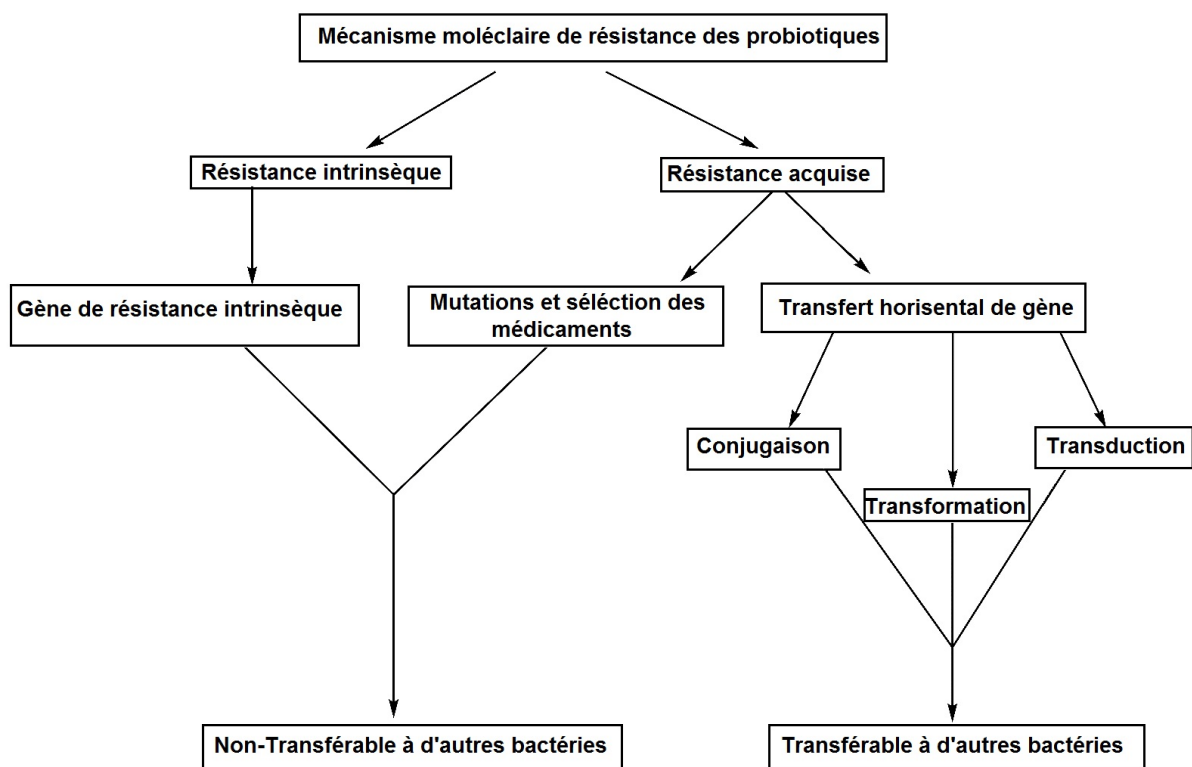 Mécanisme moléclaire de résistance des probiotiques
Résistance intrinsèque
Résistance acquise
Gène de résistance intrinsèque
Mutations et séléction des
médicaments
Transfert horisental de gène
Conjugaison
Transduction
Transformation
Non-Transférable à d'autres bactéries
Transférable à d'autres bactéries